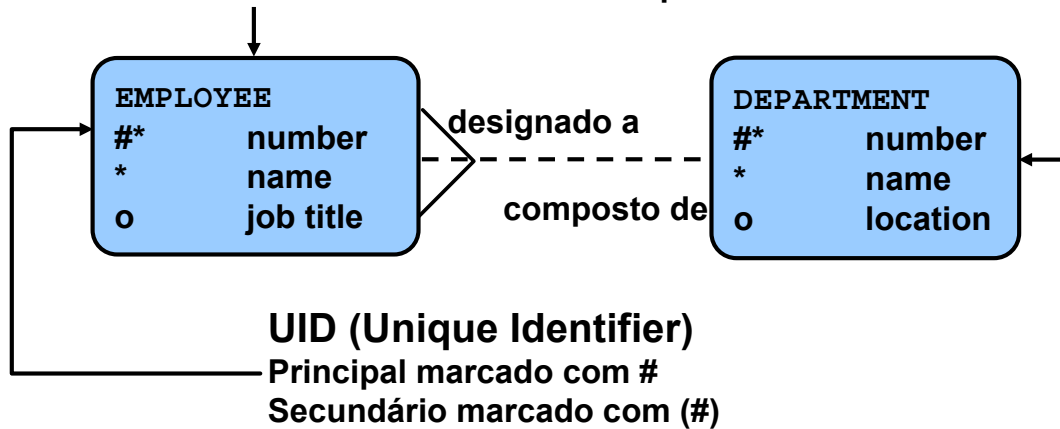 EMPLOYEE
#* number
* name
o job title
designado a
composto de
DEPARTMENT
#* number
* name
o location
UID (Unique Identifier)
Principal marcado com #
Secundário marcado com (#)